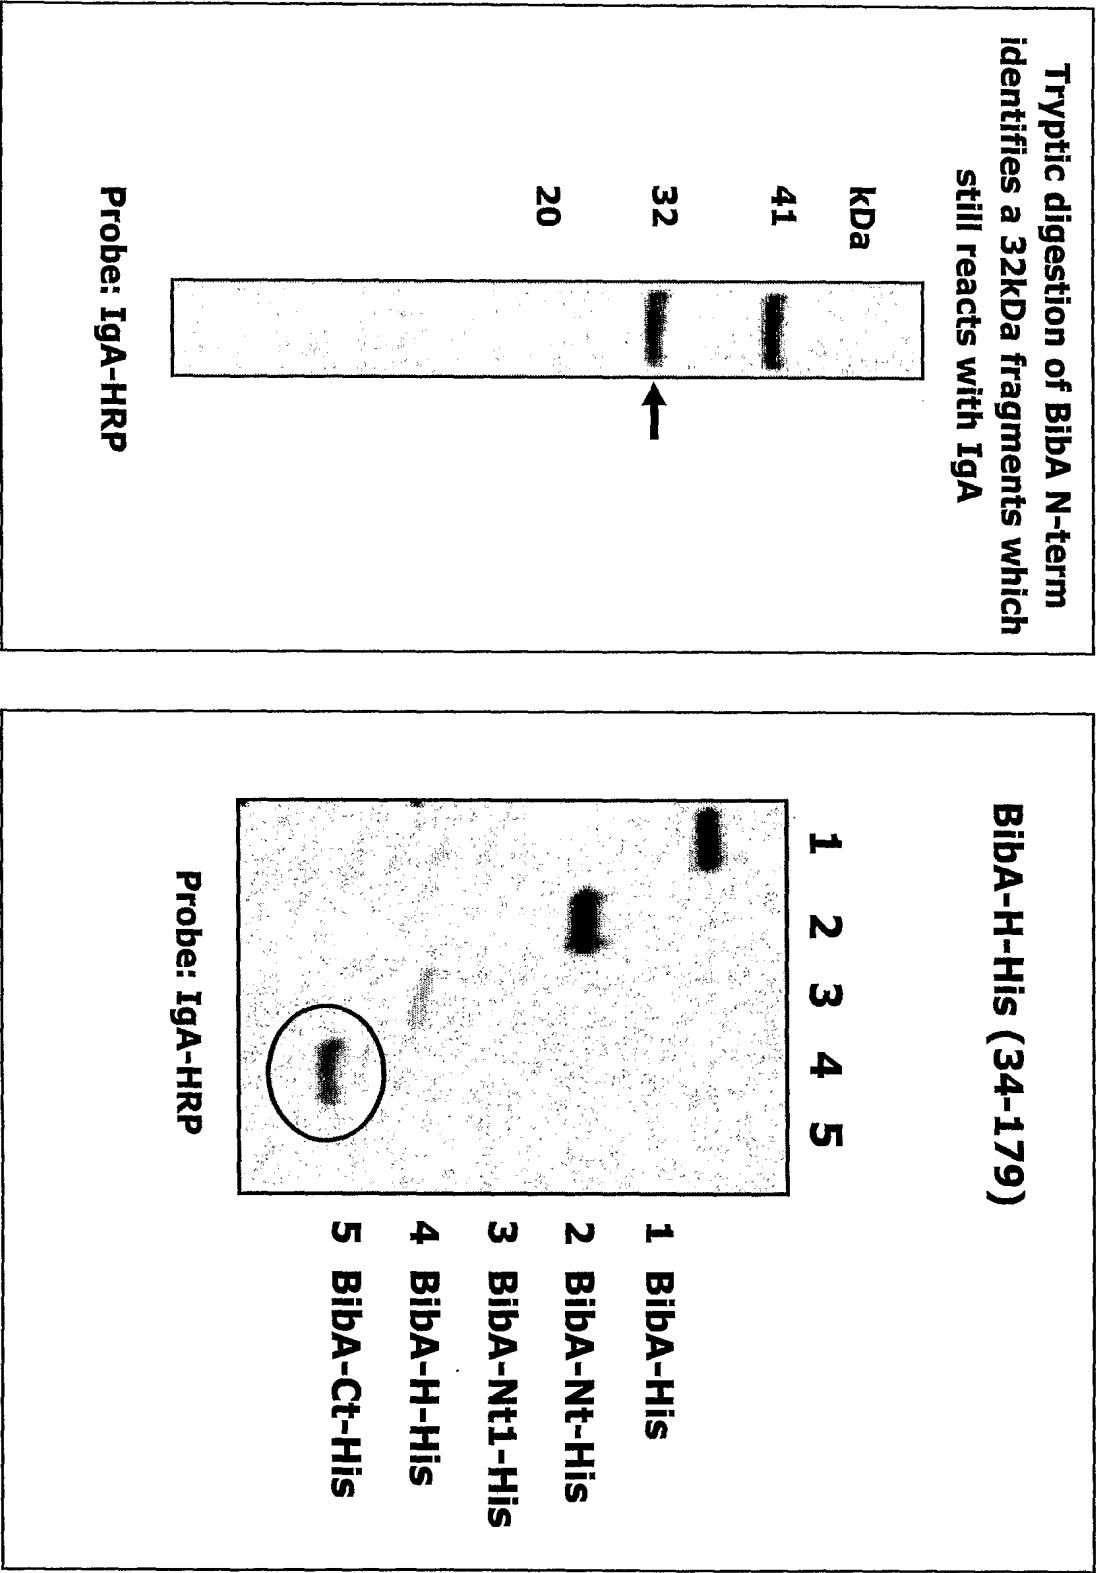 Tryptic digestion of BibA N-term
identifies a 32kDa fragments which
still reacts with IgA
kDa
41
32
20
Probe: IgA-HRP
BibA-H-His (34-179)
1 2 3 4 5
1 BibA-His
2 BibA-Nt-His
3 BibA-Nt1-His
4 BibA-H-His
5 BibA-Ct-His
Probe: IgA-HRP